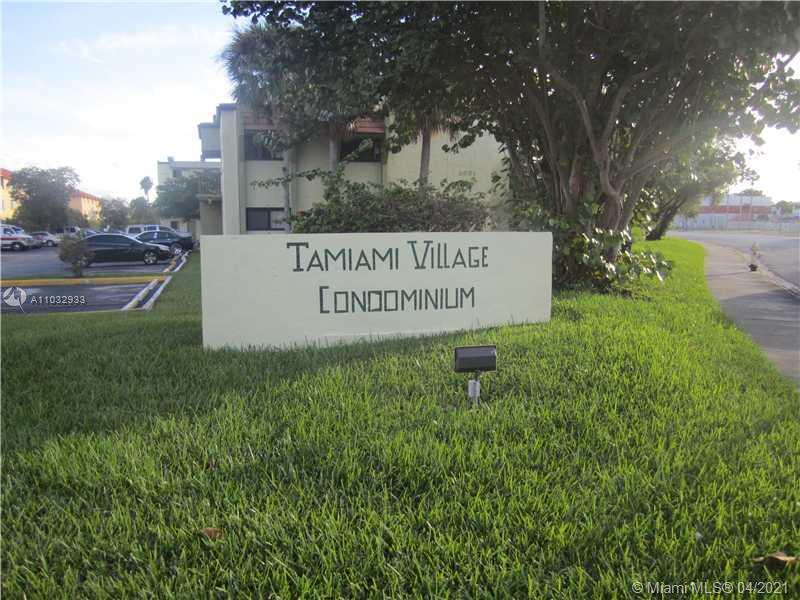 TAMIAMI VILLAGE
CONDOMINIUM
A11032933
© Miami MLS® 04/2021